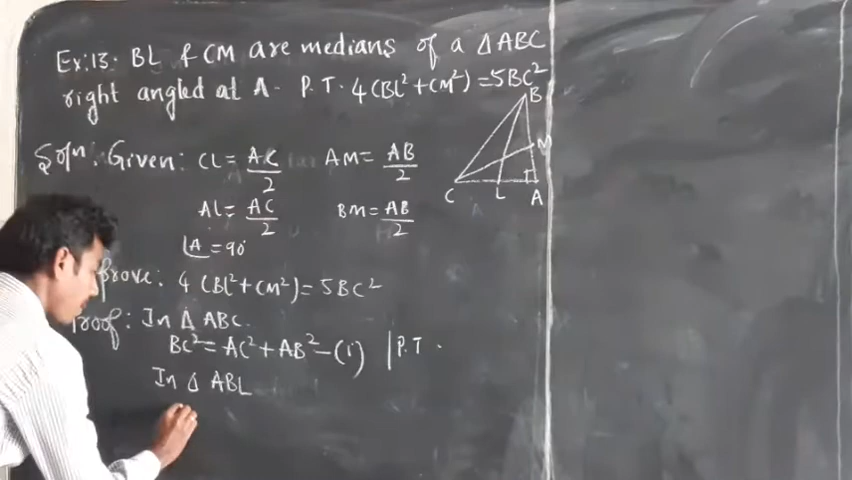 Ex:13. BL & CM are medians of a Δ ABC
right angled at A. P.T. 4(BL²+CM²)=5BC²
Soln. Given: CL = AC/2 AM = AB/2
AL = AC/2 BM = AB/2
∠A = 90°
prove: 4(BL²+CM²)=5BC²
Proof: In Δ ABC.
BC² = AC² + AB² - (i) | P.T.
In Δ ABL
B
M
C L A